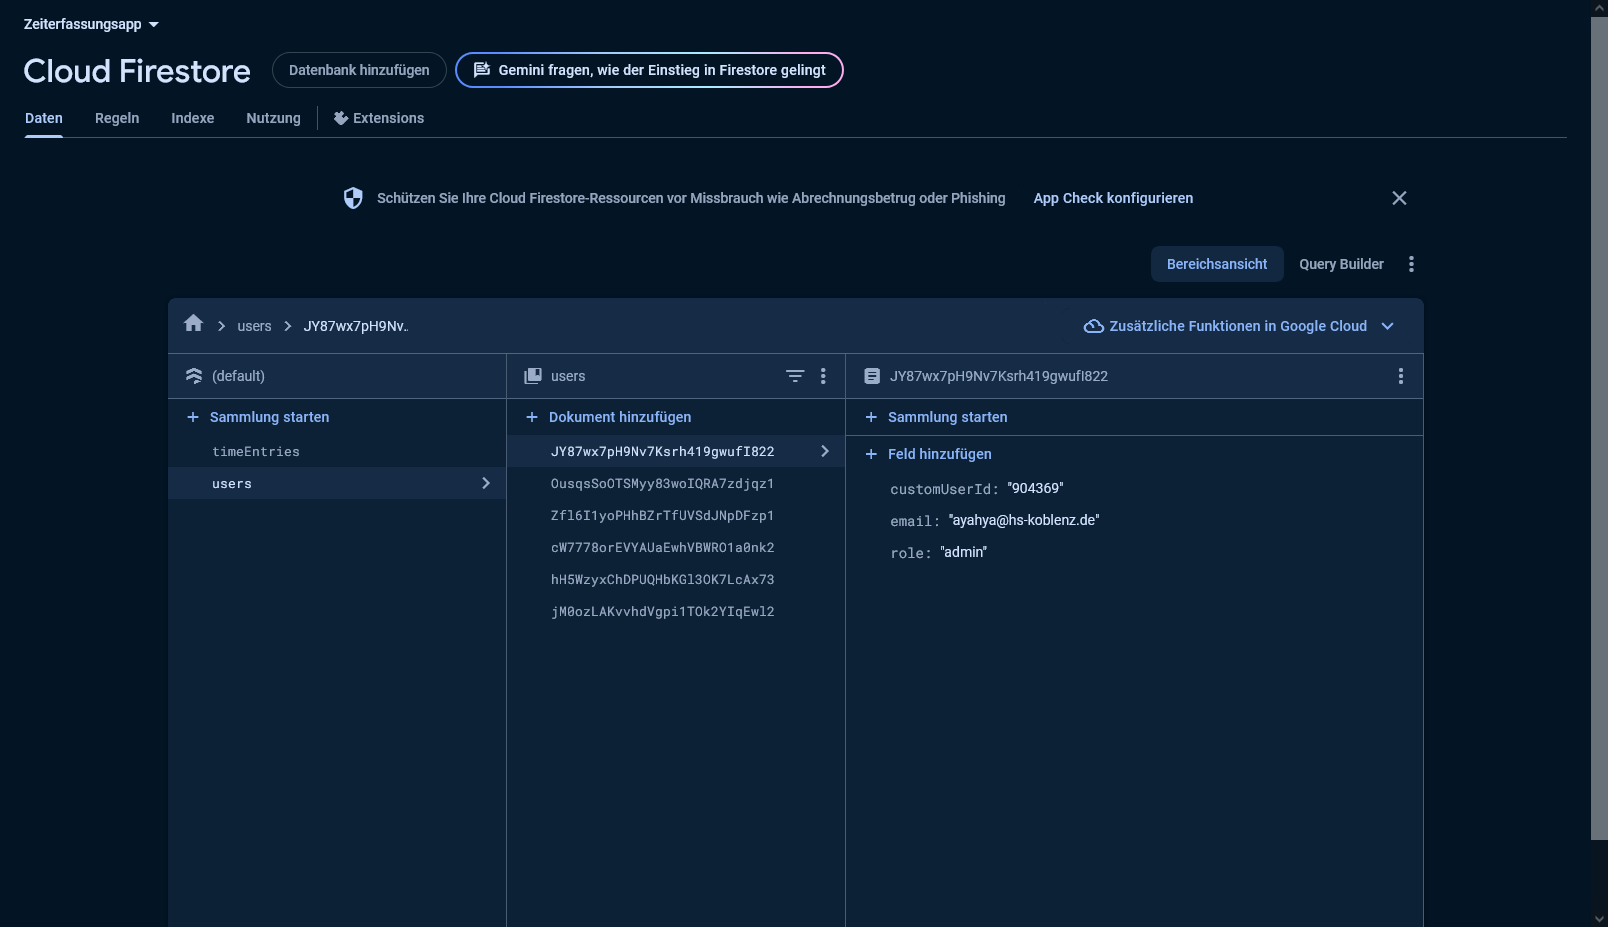 Zeiterfassungsapp
Cloud Firestore
Datenbank hinzufügen
Gemini fragen, wie der Einstieg in Firestore gelingt
Daten
Regeln
Indexe
Nutzung
Extensions
Schützen Sie Ihre Cloud Firestore-Ressourcen vor Missbrauch wie Abrechnungsbetrug oder Phishing
App Check konfigurieren
Bereichsansicht
Query Builder
users
JY87wx7pH9Nv..
Zusätzliche Funktionen in Google Cloud
(default)
Sammlung starten
timeEntries
users
users
Dokument hinzufügen
JY87wx7pH9Nv7Ksrh419gwufI822
OusqsSoOTSMyy83woIQRA7zdjqz1
Zfl6I1yoPHhBZrTfUVSdJNpDFzp1
cW7778orEVYAUaEwhVBWRO1a0nk2
hH5WzyxChDPUQHbKGl3OK7LcAx73
jM0ozLAKvvhdVgpi1TOk2YIqEwl2
JY87wx7pH9Nv7Ksrh419gwufI822
Sammlung starten
Feld hinzufügen
customUserId: "904369"
email: "ayahya@hs-koblenz.de"
role: "admin"